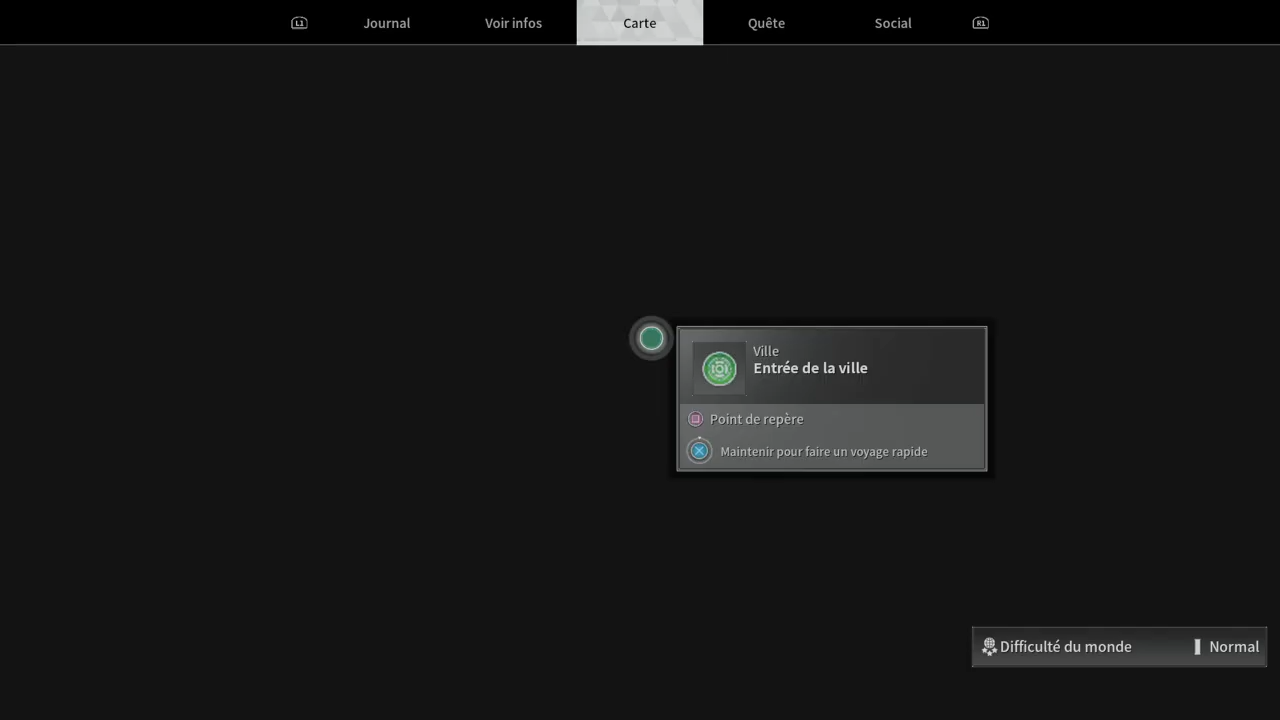 L1 Journal Voir infos Carte Quête Social R1
Ville
Entrée de la ville
Point de repère
Maintenir pour faire un voyage rapide
Difficulté du monde Normal